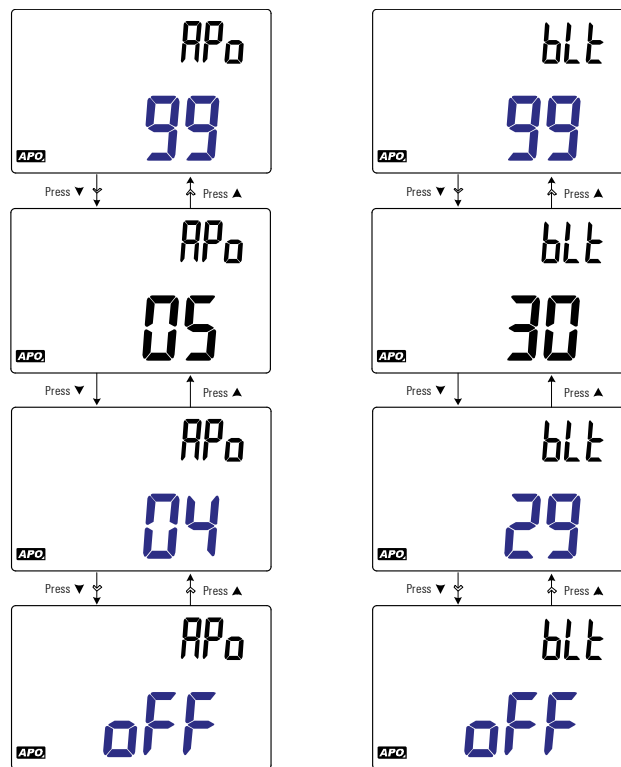 APo
99
APO
Press ▼
Press ▲
APo
05
APO
Press ▼
Press ▲
APo
04
APO
Press ▼
Press ▲
APo
oFF
APO
bLt
99
APO
Press ▼
Press ▲
bLt
30
APO
Press ▼
Press ▲
bLt
29
APO
Press ▼
Press ▲
bLt
oFF
APO